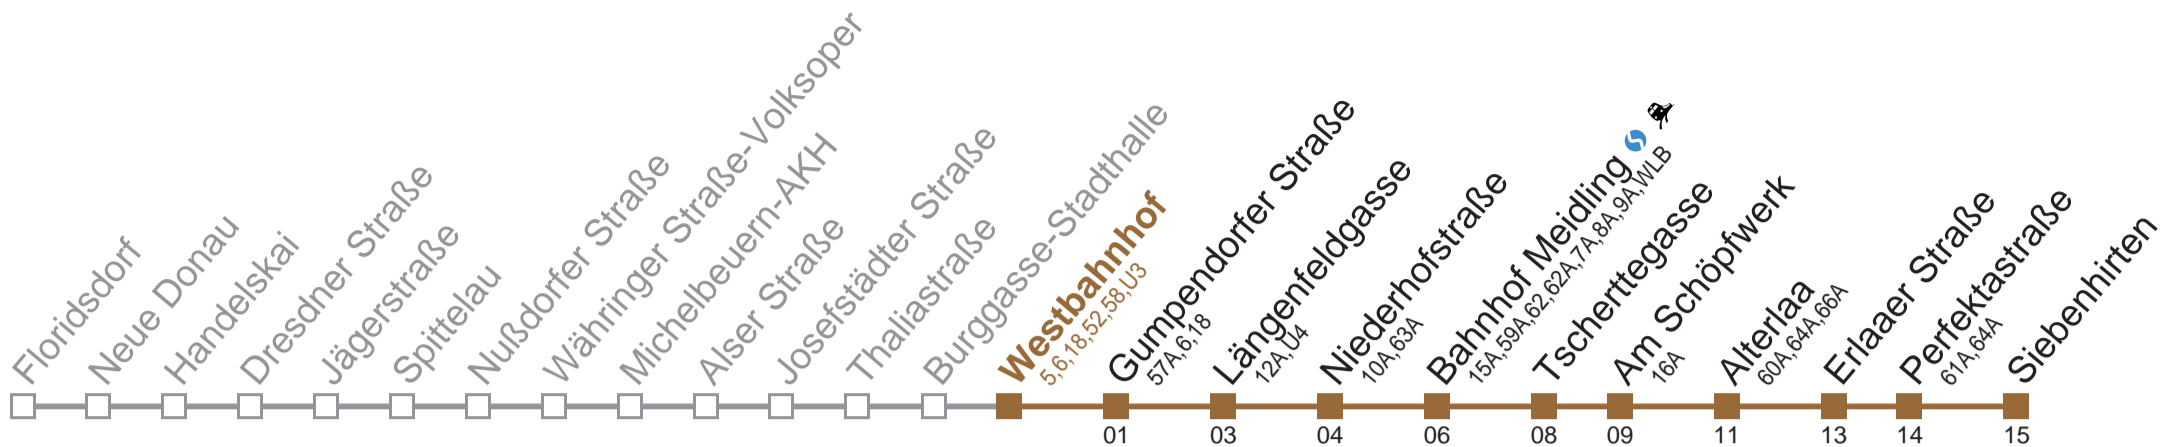 Floridsdorf
Neue Donau
Handelskai
Dresdner Straße
Jägerstraße
Spittelau
Nußdorfer Straße
Währinger Straße-Volksoper
Michelbeuern-AKH
Alser Straße
Josefstädter Straße
Thaliastraße
Burggasse-Stadthalle
Westbahnhof
5,6,18,52,58,U3
Gumpendorfer Straße
57A,6,18
01
Längenfeldgasse
12A,U4
03
Niederhofstraße
10A,63A
04
Bahnhof Meidling
15A,59A,62,62A,7A,8A,9A,WLB
06
Tscherttegasse
08
Am Schöpfwerk
16A
09
Alterlaa
60A,64A,66A
11
Erlaaer Straße
13
Perfektastraße
61A,64A
14
Siebenhirten
15